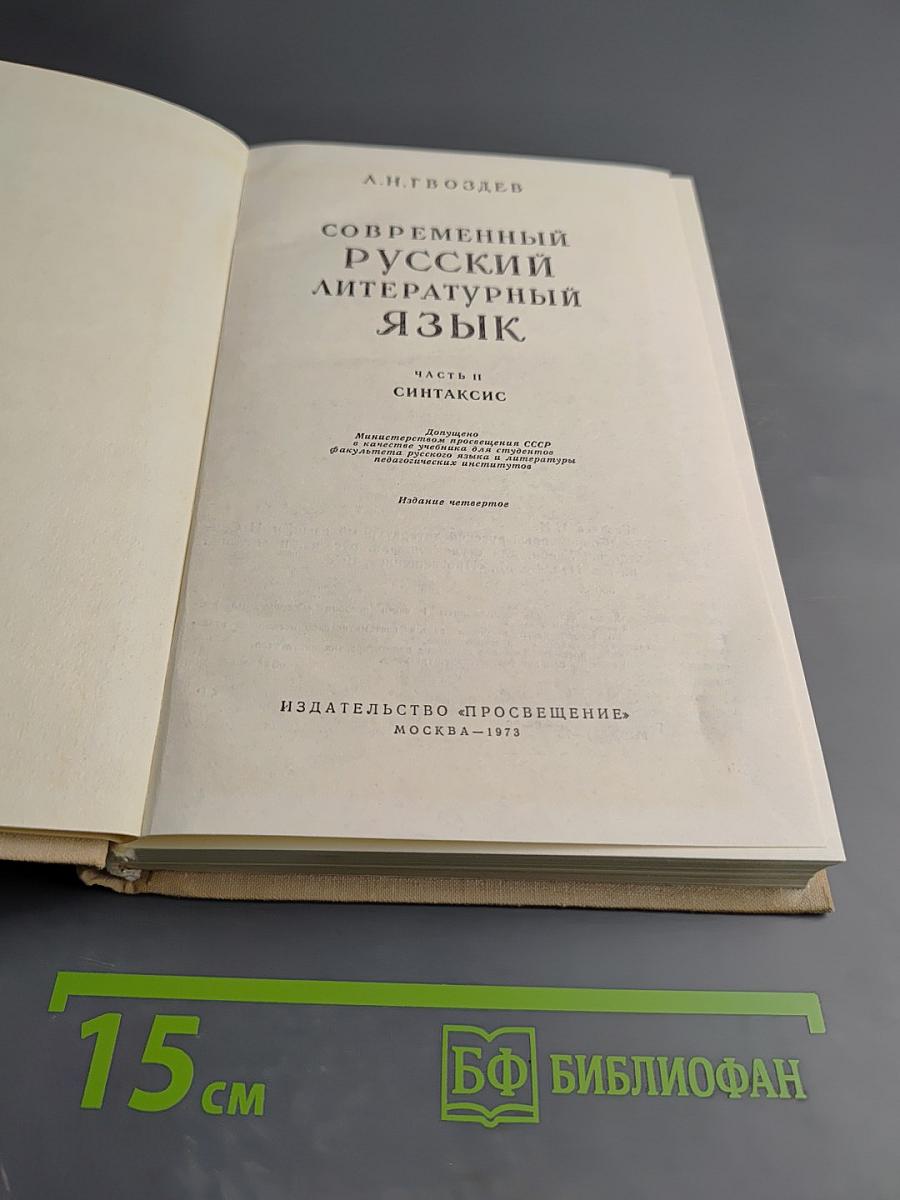 А.Н.ГВОЗДЕВ
СОВРЕМЕННЫЙ
РУССКИЙ
ЛИТЕРАТУРНЫЙ
ЯЗЫК
ЧАСТЬ II
СИНТАКСИС
Допущено
Министерством просвещения СССР
в качестве учебника для студентов
факультета русского языка и литературы
педагогических институтов
Издание четвертое
ИЗДАТЕЛЬСТВО «ПРОСВЕЩЕНИЕ»
МОСКВА—1973
15 см
БФ БИБЛИОФАН